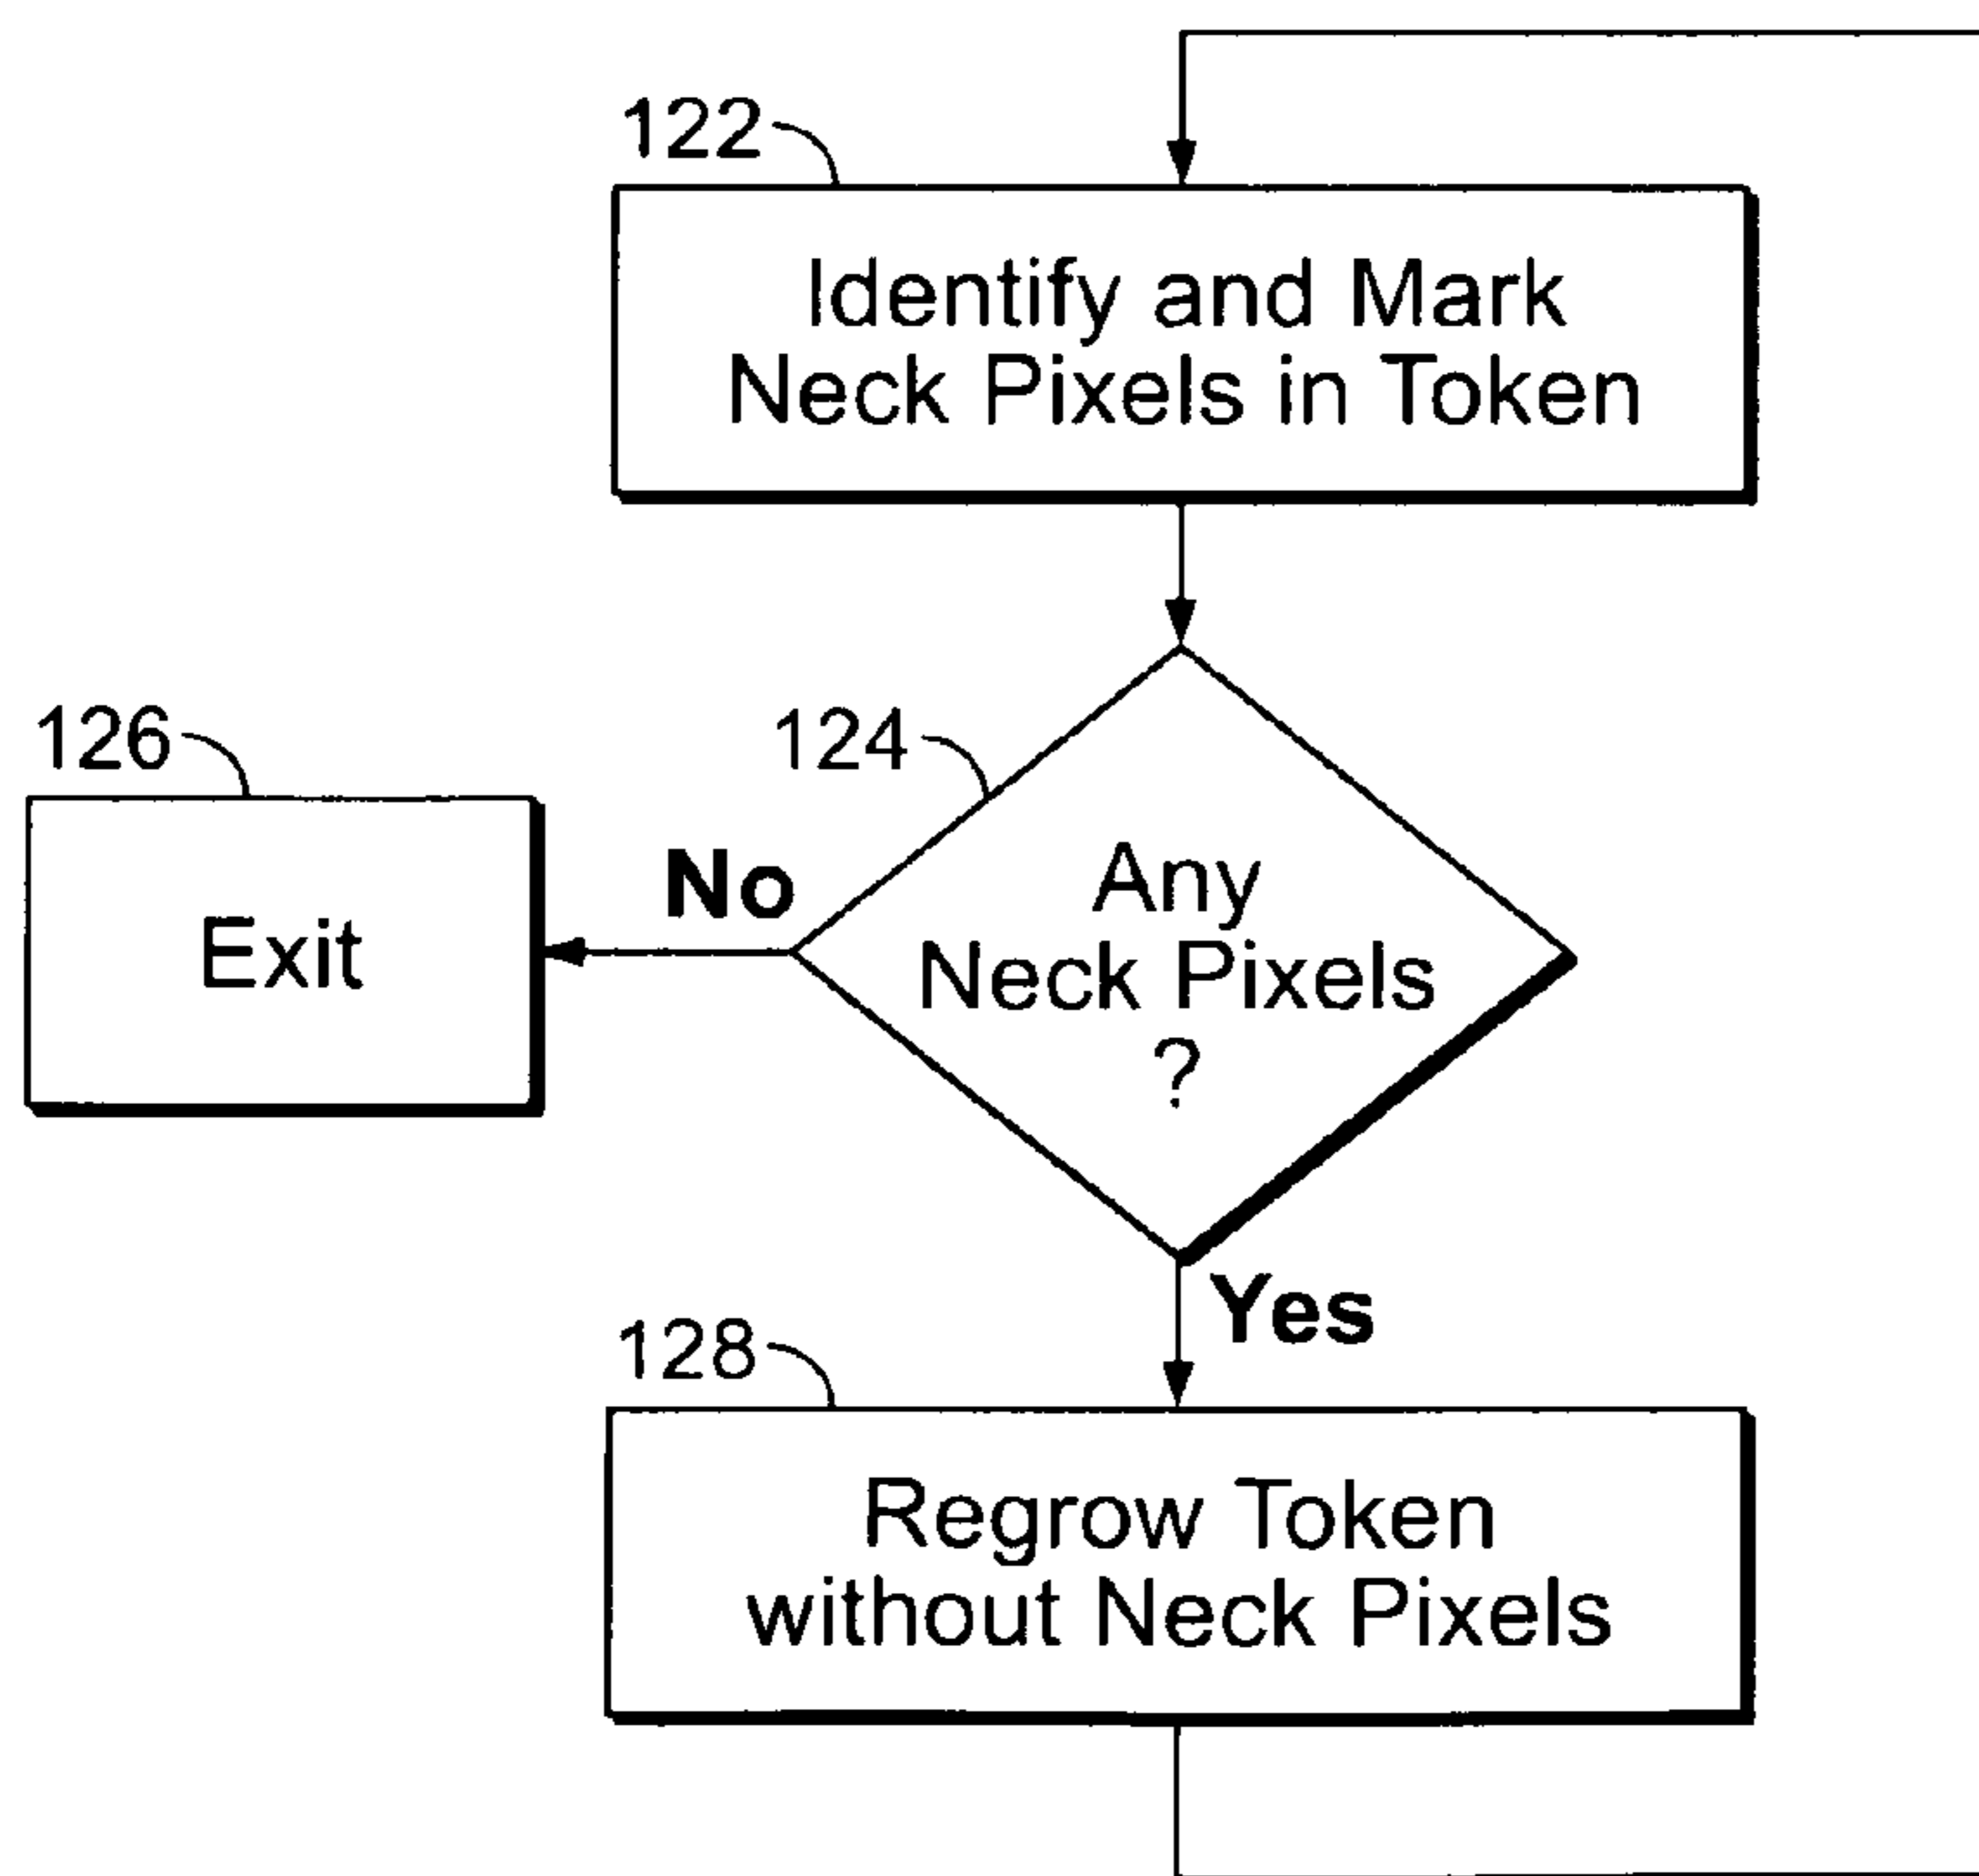 122
Identify and Mark
Neck Pixels in Token
126
124
No
Exit
Any
Neck Pixels
?
Yes
128
Regrow Token
without Neck Pixels